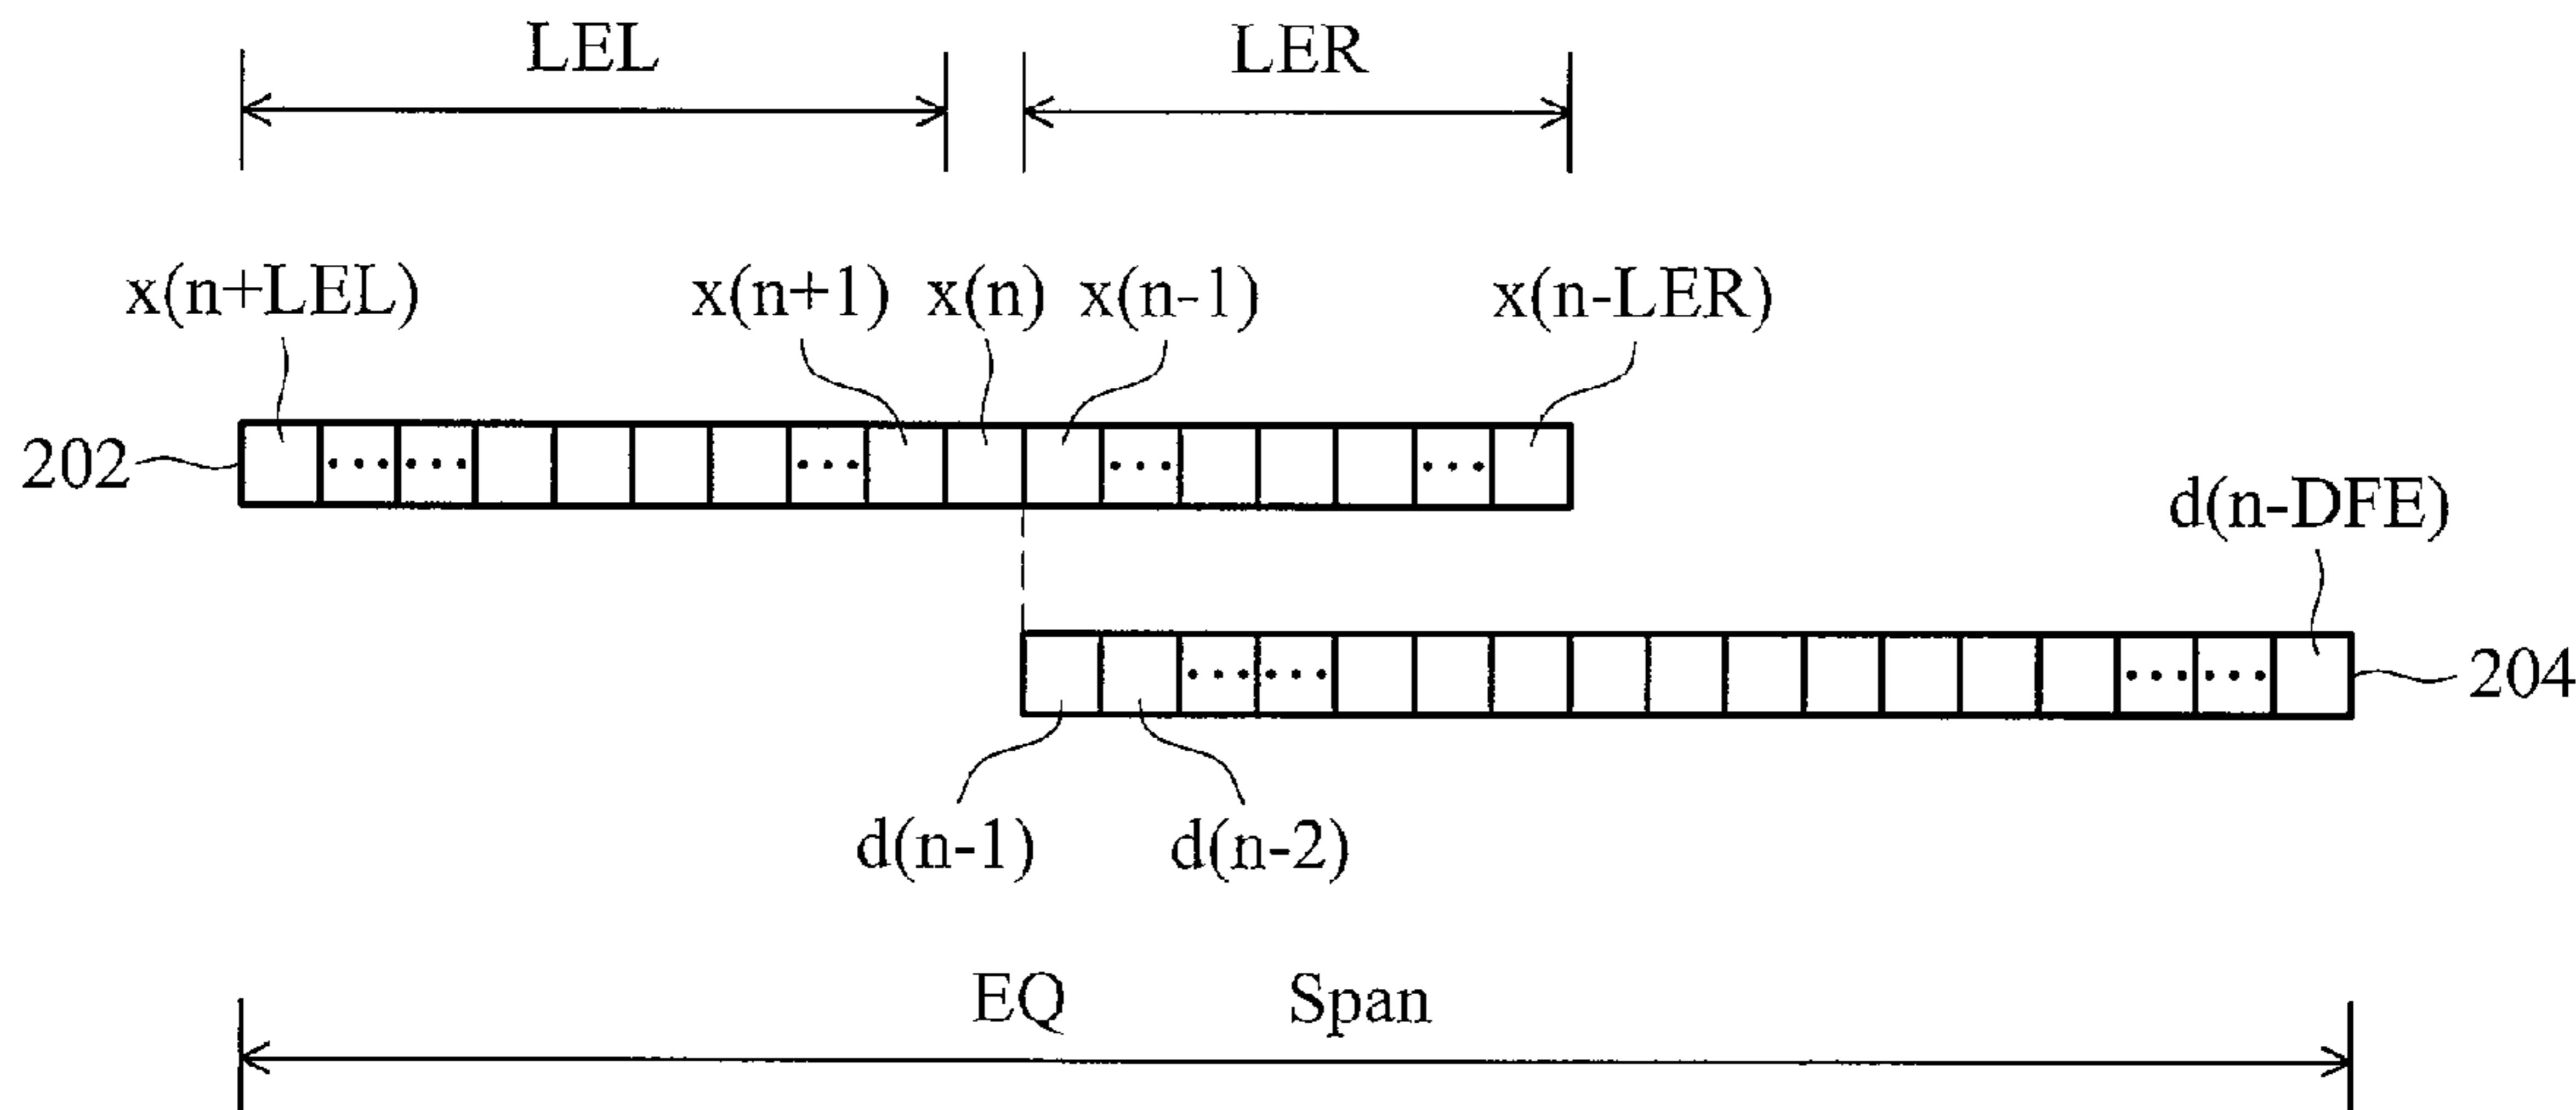 LEL LER
x(n+LEL) x(n+1) x(n) x(n-1) x(n-LER)
202
d(n-DFE)
204
d(n-1) d(n-2)
EQ Span